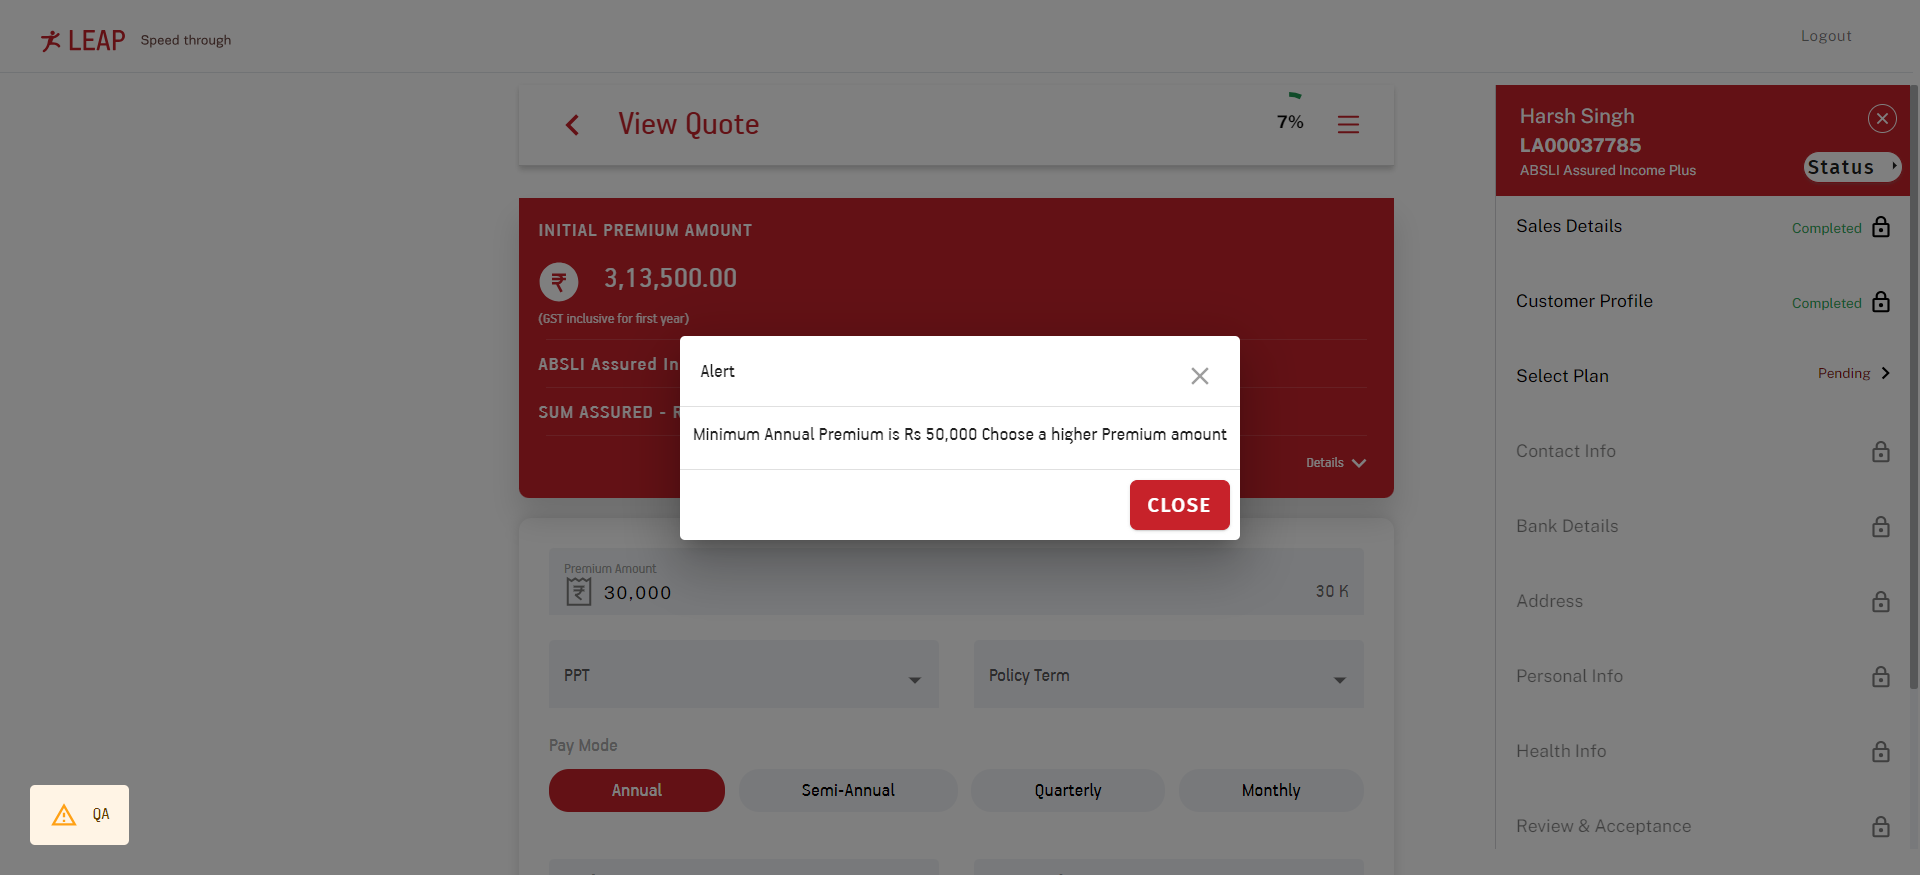 LEAP Speed through
Logout
View Quote
7%
Harsh Singh
LA00037785
ABSLI Assured Income Plus
Status
INITIAL PREMIUM AMOUNT
₹ 3,13,500.00
(GST inclusive for first year)
ABSLI Assured In
SUM ASSURED - R
Details
Alert
Minimum Annual Premium is Rs 50,000 Choose a higher Premium amount
CLOSE
Premium Amount
₹ 30,000 30 K
PPT
Policy Term
Pay Mode
Annual Semi-Annual Quarterly Monthly
Sales Details Completed
Customer Profile Completed
Select Plan Pending
Contact Info
Bank Details
Address
Personal Info
Health Info
Review & Acceptance
QA